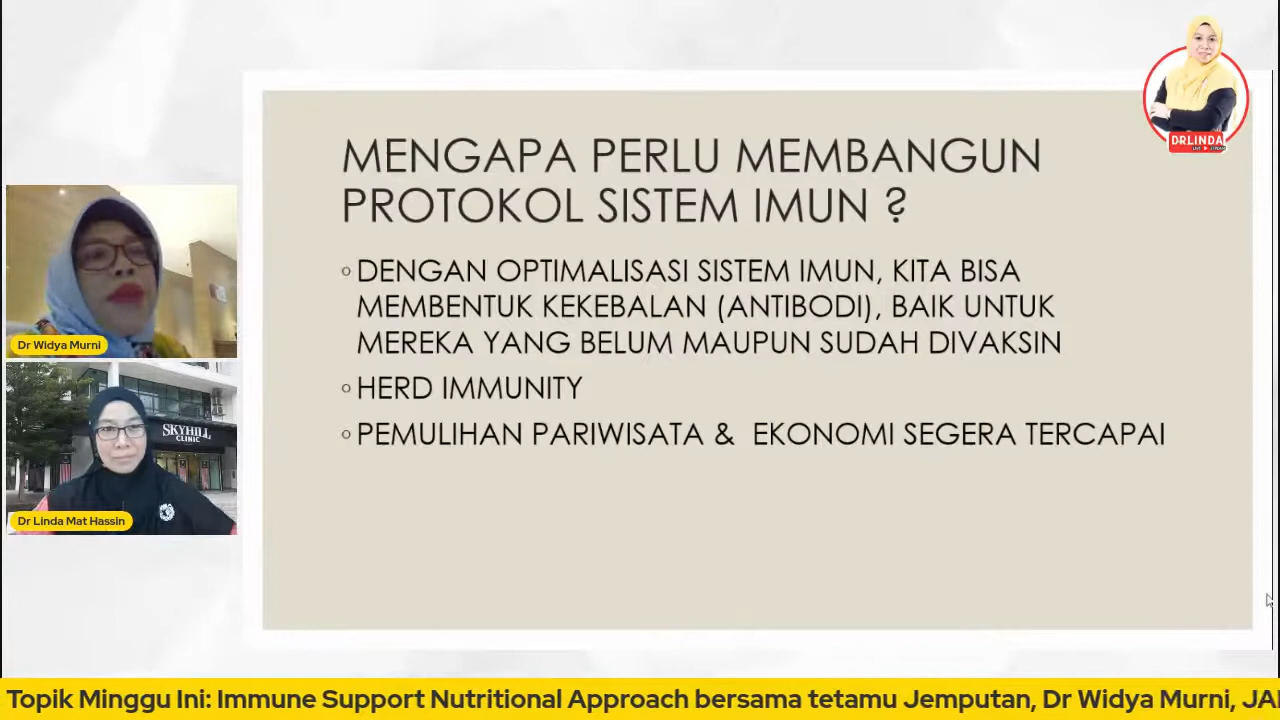 DRLINDA
MENGAPA PERLU MEMBANGUN
PROTOKOL SISTEM IMUN ?
◦DENGAN OPTIMALISASI SISTEM IMUN, KITA BISA
MEMBENTUK KEKEBALAN (ANTIBODI), BAIK UNTUK
MEREKA YANG BELUM MAUPUN SUDAH DIVAKSIN
◦HERD IMMUNITY
◦PEMULIHAN PARIWISATA & EKONOMI SEGERA TERCAPAI
Dr Widya Murni
SKYHILL
CLINIC
Dr Linda Mat Hassin
Topik Minggu Ini: Immune Support Nutritional Approach bersama tetamu Jemputan, Dr Widya Murni, JA